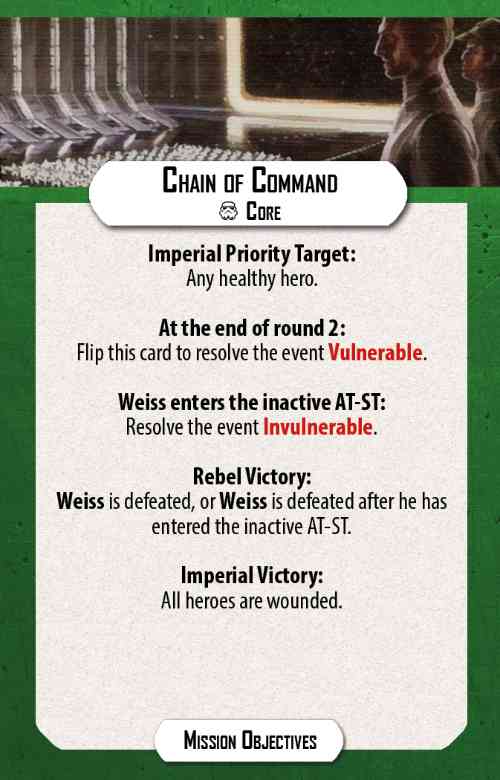 Chain of Command
Core
Imperial Priority Target:
Any healthy hero.
At the end of round 2:
Flip this card to resolve the event Vulnerable.
Weiss enters the inactive AT-ST:
Resolve the event Invulnerable.
Rebel Victory:
Weiss is defeated, or Weiss is defeated after he has
entered the inactive AT-ST.
Imperial Victory:
All heroes are wounded.
Mission Objectives